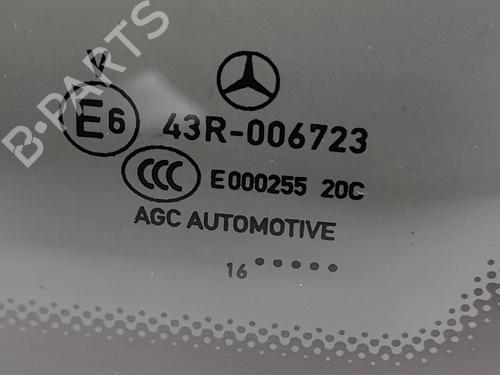 V
E6 43R-006723
CCC E000255 20C
AGC AUTOMOTIVE
16 •••••
B-PARTS